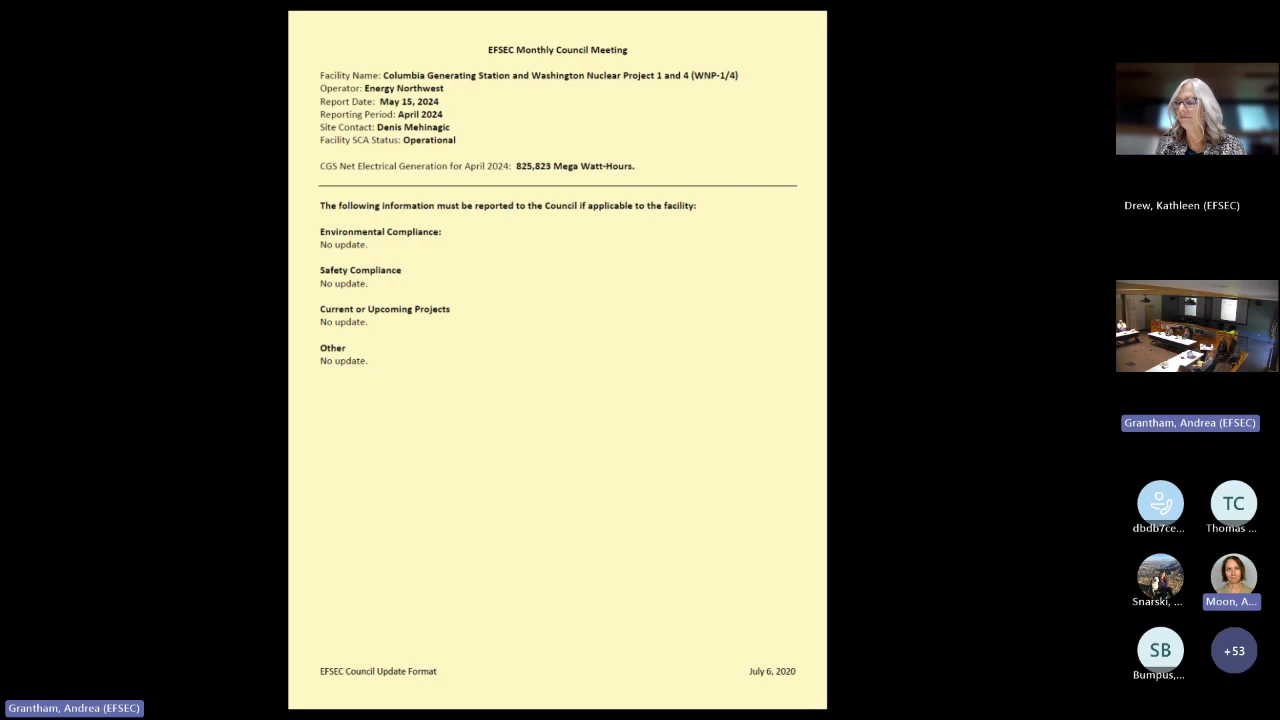 EFSEC Monthly Council Meeting
Facility Name: Columbia Generating Station and Washington Nuclear Project 1 and 4 (WNP-1/4)
Operator: Energy Northwest
Report Date: May 15, 2024
Reporting Period: April 2024
Site Contact: Denis Mehinagic
Facility SCA Status: Operational
CGS Net Electrical Generation for April 2024: 825,823 Mega Watt-Hours.
The following information must be reported to the Council if applicable to the facility:
Environmental Compliance:
No update.
Safety Compliance
No update.
Current or Upcoming Projects
No update.
Other
No update.
EFSEC Council Update Format
July 6, 2020
Drew, Kathleen (EFSEC)
Grantham, Andrea (EFSEC)
TC
dbdb7ce...
Thomas ...
Snarski, ...
Moon, A...
SB
+53
Bumpus,...
Grantham, Andrea (EFSEC)